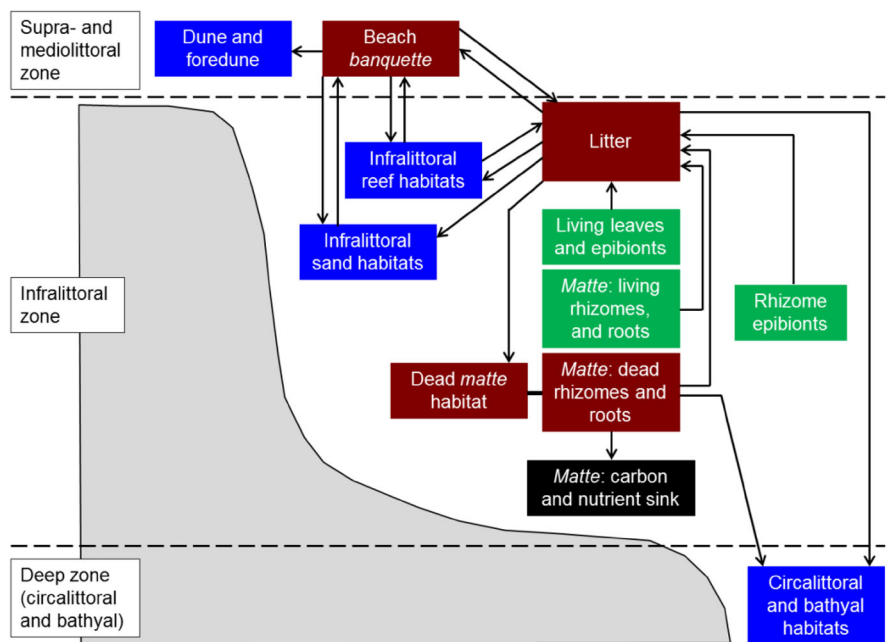 Supra- and
mediolittoral
zone
Dune and
foredune
Beach
banquette
Litter
Infralittoral
reef habitats
Living leaves
and epibionts
Infralittoral
sand habitats
Infralittoral
zone
Matte: living
rhizomes,
and roots
Rhizome
epibionts
Dead matte
habitat
Matte: dead
rhizomes and
roots
Matte: carbon
and nutrient sink
Deep zone
(circalittoral
and bathyal)
Circalittoral
and bathyal
habitats